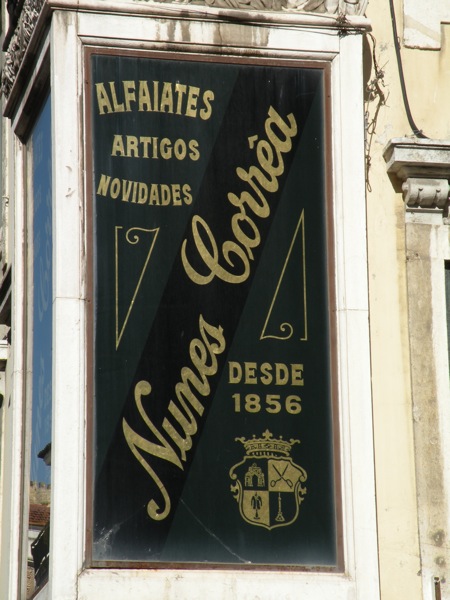 ALFAIATES
ARTIGOS
NOVIDADES
Nunes Corrêa
DESDE
1856